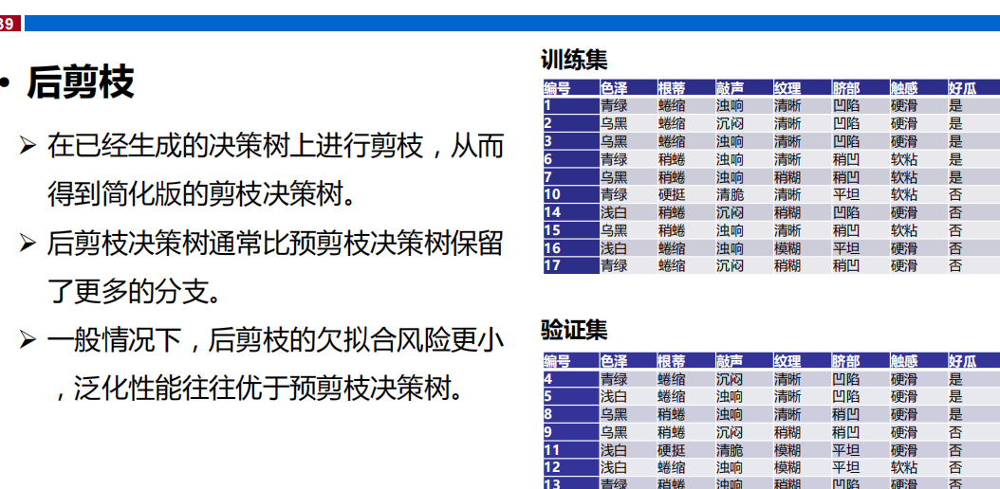 39
• 后剪枝
➢ 在已经生成的决策树上进行剪枝，从而
得到简化版的剪枝决策树。
➢ 后剪枝决策树通常比预剪枝决策树保留
了更多的分支。
➢ 一般情况下，后剪枝的欠拟合风险更小
，泛化性能往往优于预剪枝决策树。
训练集
编号 色泽 根蒂 敲声 纹理 脐部 触感 好瓜
1 青绿 蜷缩 浊响 清晰 凹陷 硬滑 是
2 乌黑 蜷缩 沉闷 清晰 凹陷 硬滑 是
3 乌黑 蜷缩 浊响 清晰 凹陷 硬滑 是
6 青绿 稍蜷 浊响 清晰 稍凹 软粘 是
7 乌黑 稍蜷 浊响 稍糊 稍凹 软粘 是
10 青绿 硬挺 清脆 清晰 平坦 软粘 否
14 浅白 稍蜷 沉闷 稍糊 凹陷 硬滑 否
15 乌黑 稍蜷 浊响 清晰 稍凹 软粘 否
16 浅白 蜷缩 浊响 模糊 平坦 硬滑 否
17 青绿 蜷缩 沉闷 稍糊 稍凹 硬滑 否
验证集
编号 色泽 根蒂 敲声 纹理 脐部 触感 好瓜
4 青绿 蜷缩 沉闷 清晰 凹陷 硬滑 是
5 浅白 蜷缩 浊响 清晰 凹陷 硬滑 是
8 乌黑 稍蜷 浊响 清晰 稍凹 硬滑 是
9 乌黑 稍蜷 沉闷 稍糊 稍凹 硬滑 否
11 浅白 硬挺 清脆 模糊 平坦 硬滑 否
12 浅白 蜷缩 浊响 模糊 平坦 软粘 否
13 青绿 稍蜷 浊响 稍糊 凹陷 硬滑 否